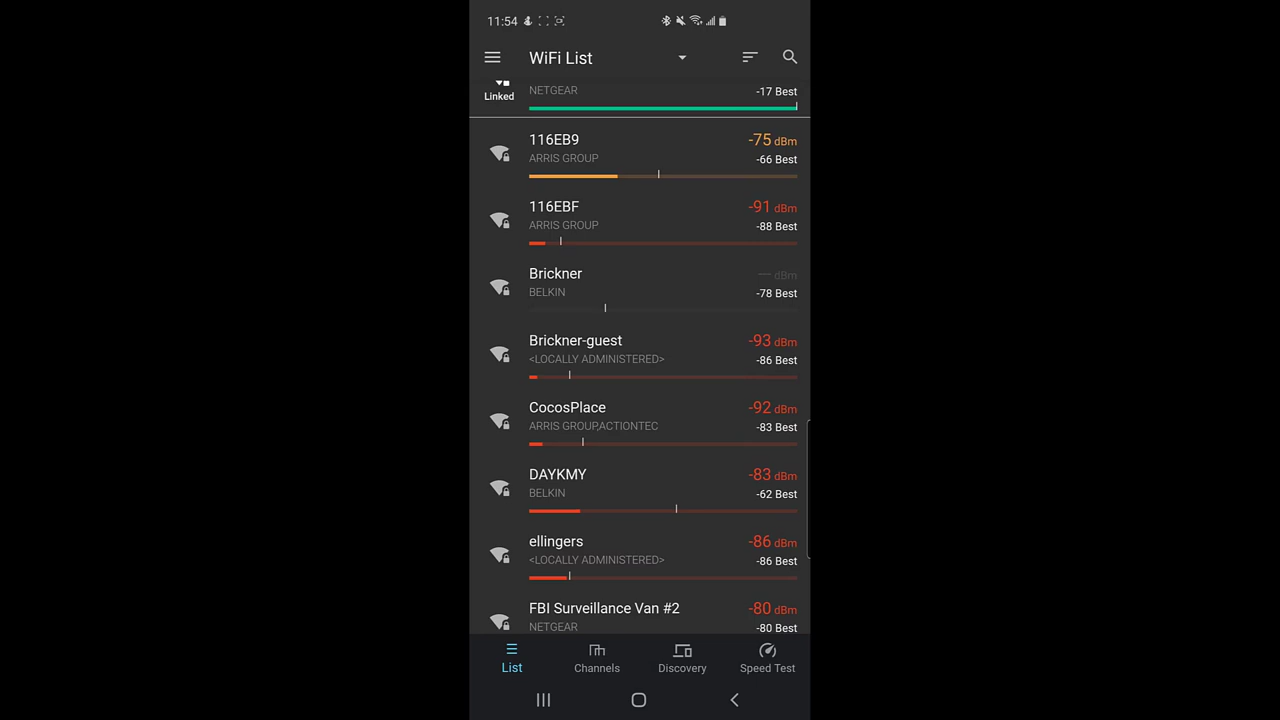 11:54
WiFi List
Linked
NETGEAR
-17 Best
116EB9
-75 dBm
ARRIS GROUP
-66 Best
116EBF
-91 dBm
ARRIS GROUP
-88 Best
Brickner
— dBm
BELKIN
-78 Best
Brickner-guest
-93 dBm
<LOCALLY ADMINISTERED>
-86 Best
CocosPlace
-92 dBm
ARRIS GROUP,ACTIONTEC
-83 Best
DAYKMY
-83 dBm
BELKIN
-62 Best
ellingers
-86 dBm
<LOCALLY ADMINISTERED>
-86 Best
FBI Surveillance Van #2
-80 dBm
NETGEAR
-80 Best
List
Channels
Discovery
Speed Test